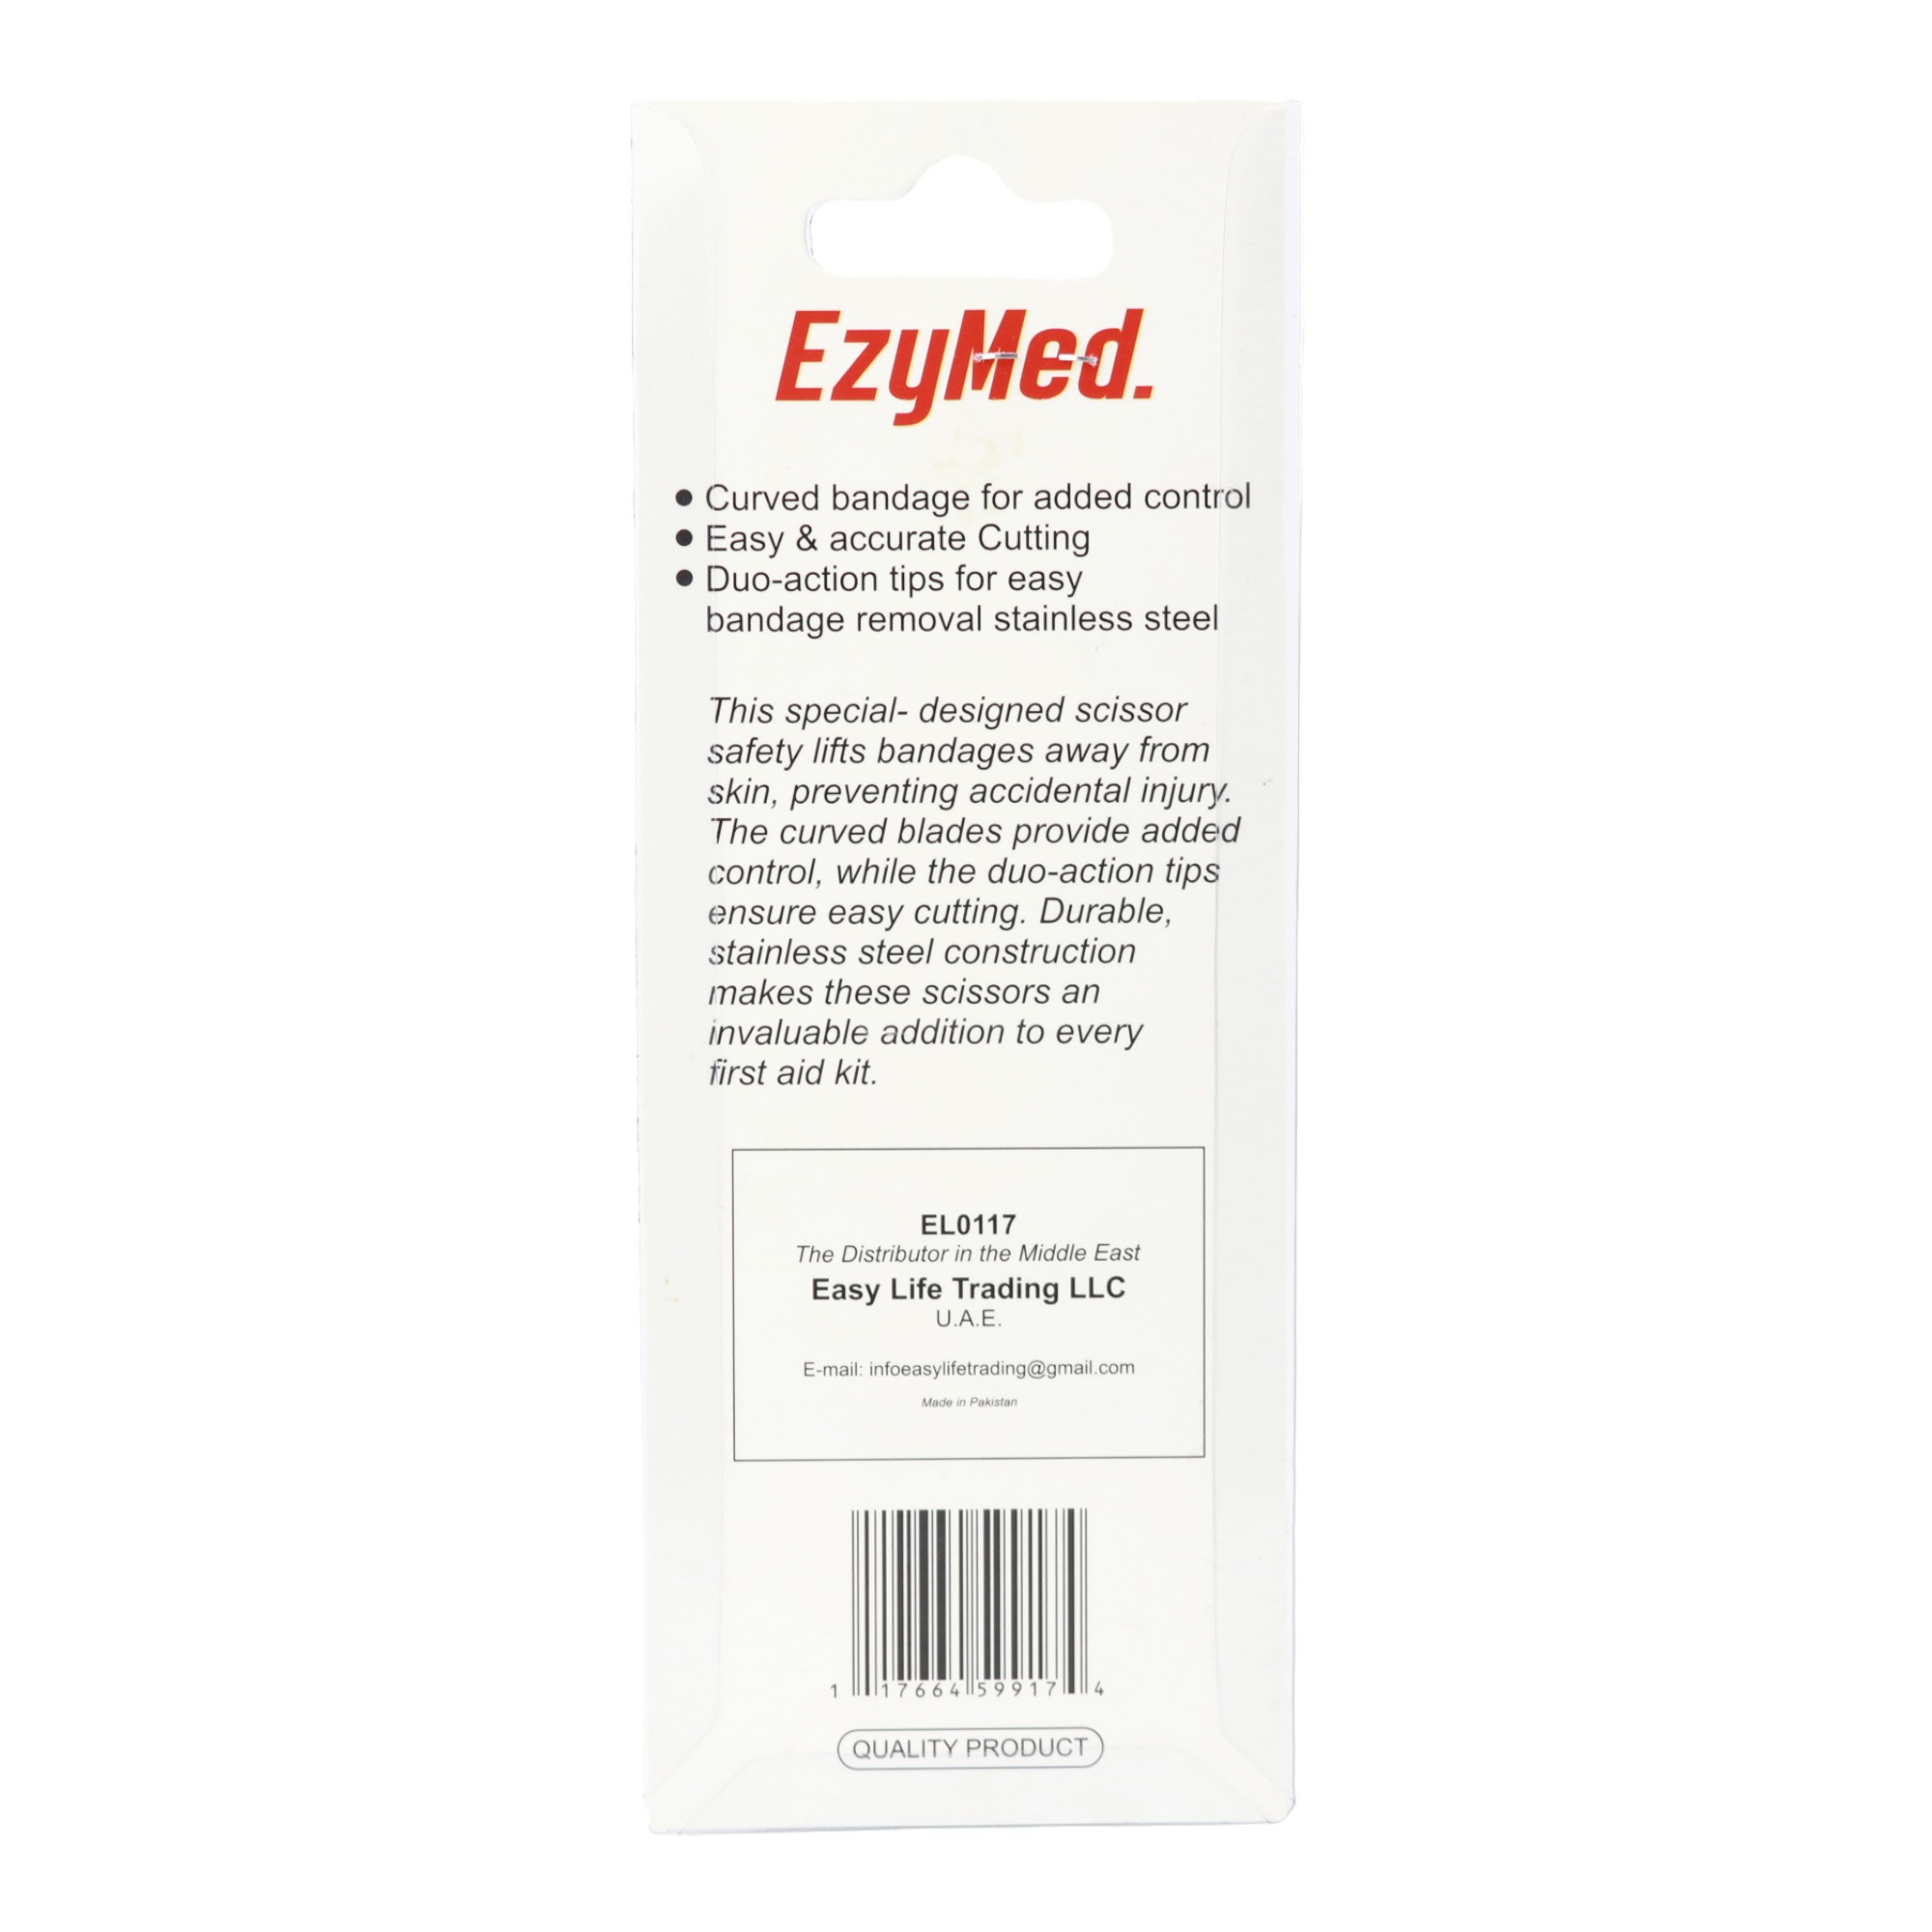 EzyMed.
● Curved bandage for added control
● Easy & accurate Cutting
● Duo-action tips for easy
bandage removal stainless steel
This special- designed scissor
safety lifts bandages away from
skin, preventing accidental injury.
The curved blades provide added
control, while the duo-action tips
ensure easy cutting. Durable,
stainless steel construction
makes these scissors an
invaluable addition to every
first aid kit.
EL0117
The Distributor in the Middle East
Easy Life Trading LLC
U.A.E.
E-mail: infoeasylifetrading@gmail.com
Made in Pakistan
1 17664 59917 4
QUALITY PRODUCT